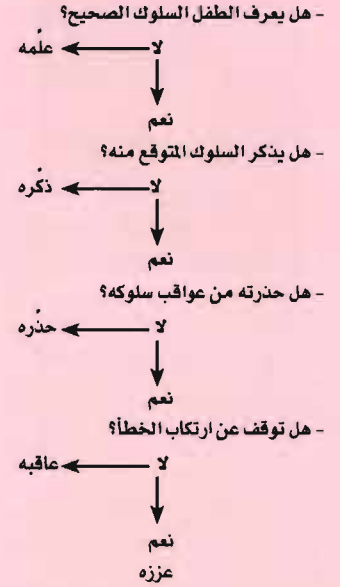 - هل يعرف الطفل السلوك الصحيح؟
لا علّمه
نعم
- هل يذكر السلوك المتوقع منه؟
لا ذكّره
نعم
- هل حذرته من عواقب سلوكه؟
لا حذّره
نعم
- هل توقف عن ارتكاب الخطأ؟
لا عاقبه
نعم
عززه